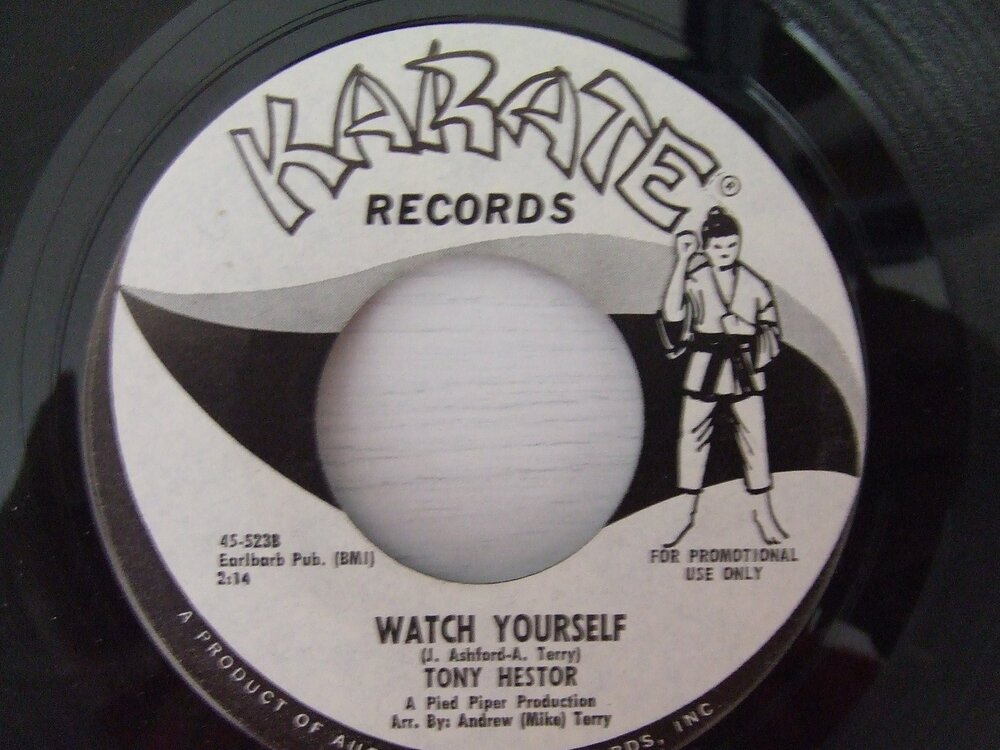 KARATE ®
RECORDS
45-523B
Earlbarb Pub. (BMI)
2:14
FOR PROMOTIONAL
USE ONLY
WATCH YOURSELF
(J. Ashford-A. Terry)
TONY HESTOR
A Pied Piper Production
Arr. By: Andrew (Mike) Terry
A PRODUCT OF INC.